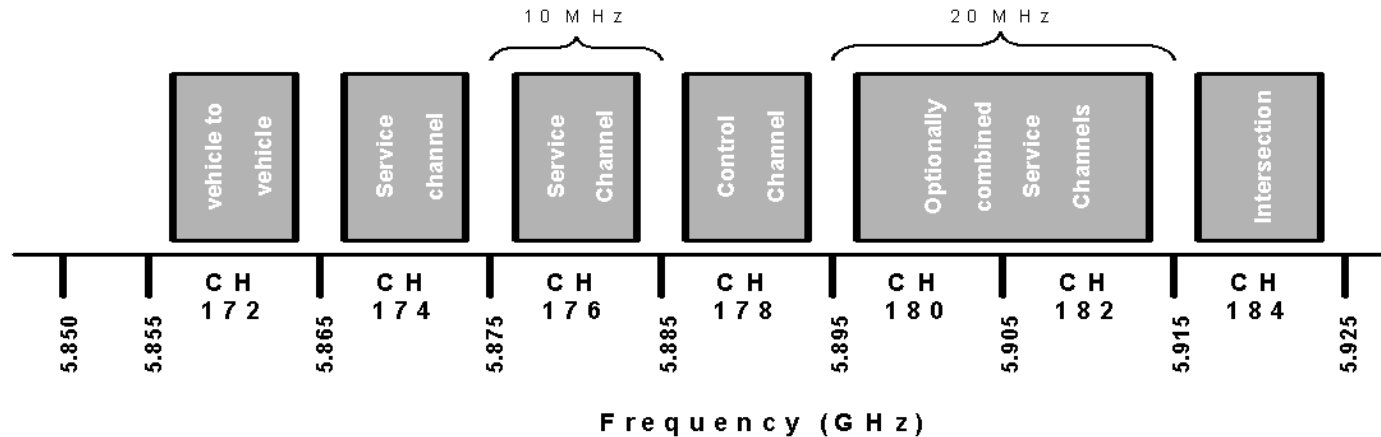 10 MHz
20 MHz
vehicle to
vehicle
Service
channel
Service
Channel
Control
Channel
Optionally
combined
Service
Channels
Intersection
CH
172
CH
174
CH
176
CH
178
CH
180
CH
182
CH
184
5.850
5.855
5.865
5.875
5.885
5.895
5.905
5.915
5.925
Frequency (GHz)